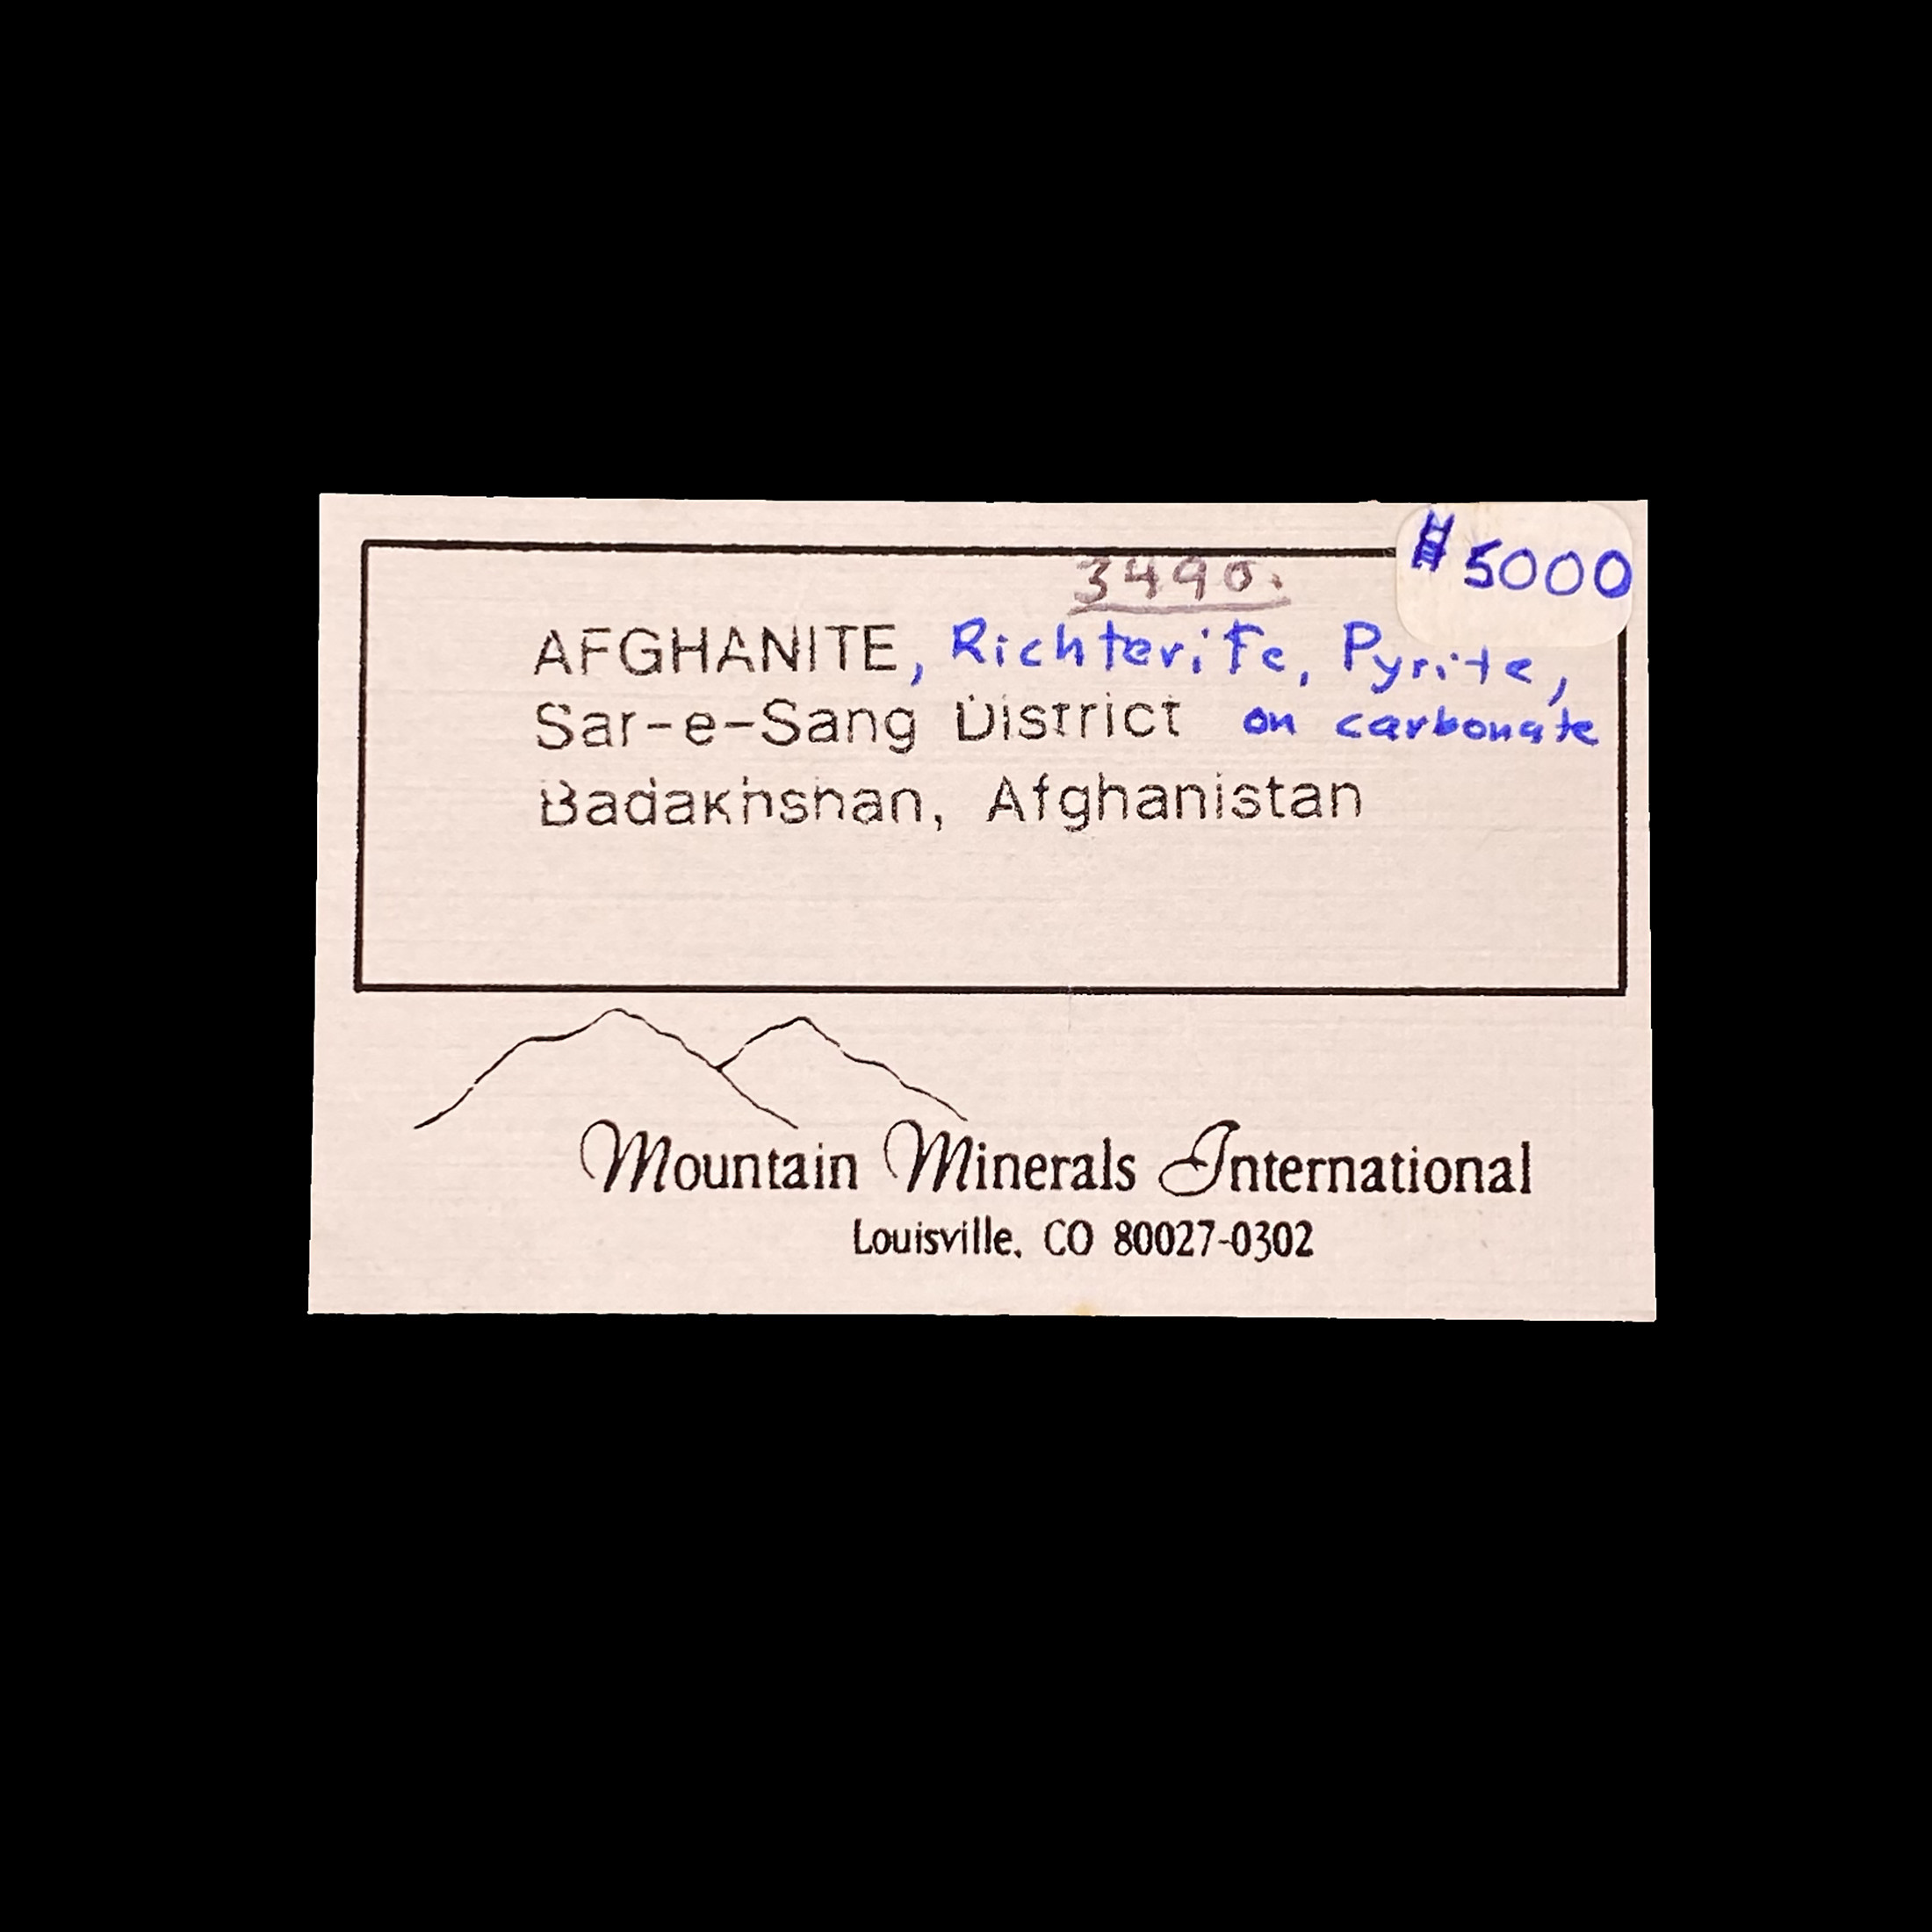 $5000
3490.
AFGHANITE, Richterite, Pyrite,
Sar-e-Sang District on carbonate
Badakhshan, Afghanistan
Mountain Minerals International
Louisville, CO 80027-0302